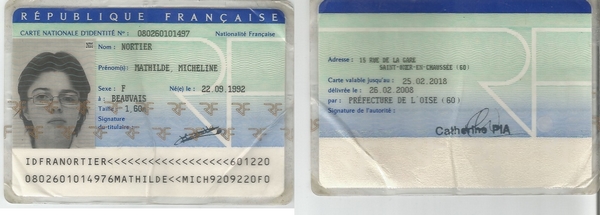 RÉPUBLIQUE FRANÇAISE
CARTE NATIONALE D'IDENTITÉ N° : 080260101497 Nationalité Française
Nom : NORTIER
Prénom(s) : MATHILDE, MICHELINE
Sexe : F Né(e) le : 22.09.1992
à : BEAUVAIS
Taille : 1,60m
Signature
du titulaire :
IDFRANORTIER<<<<<<<<<<<<<<<<<<601220
0802601014976MATHILDE<<MICH9209220F0
Adresse : 15 RUE DE LA GARE
SAINT-RIER-EN-CHAUSSEE (60)
Carte valable jusqu'au : 25.02.2018
délivrée le : 26.02.2008
par : PRÉFECTURE DE L'OISE (60)
Signature de l'autorité :
Catherine PIA